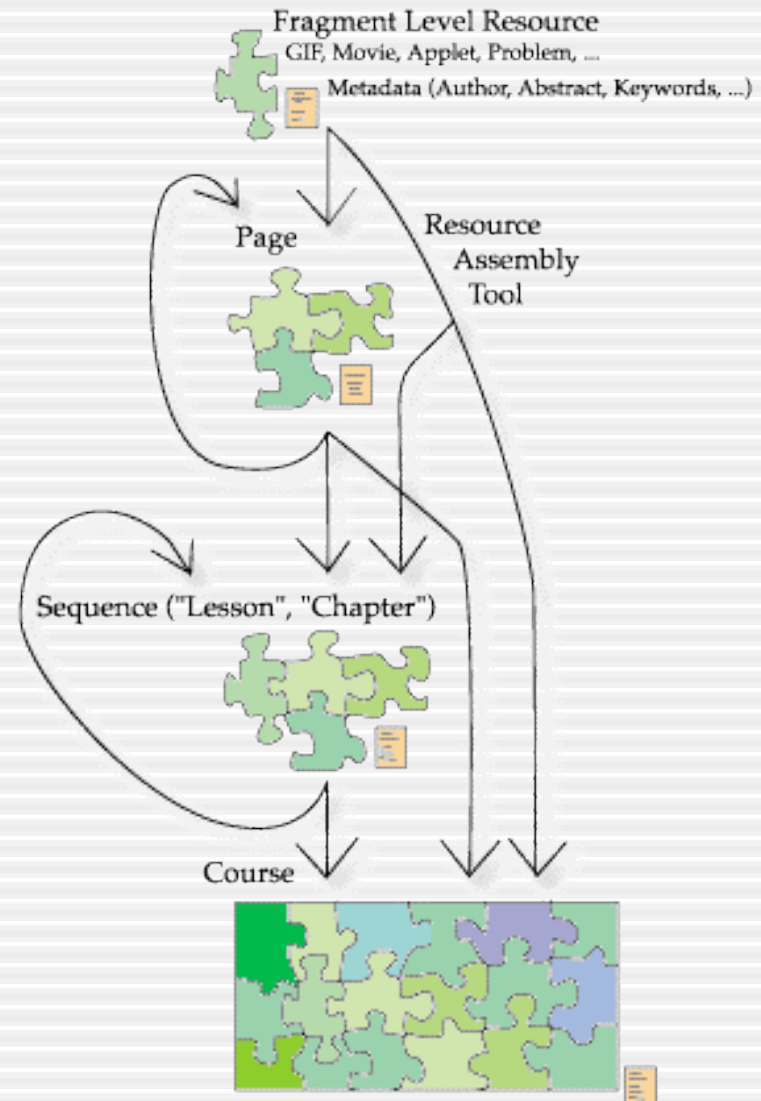 Fragment Level Resource
GIF, Movie, Applet, Problem, ...
Metadata (Author, Abstract, Keywords, ...)
Page
Resource
Assembly
Tool
Sequence ("Lesson", "Chapter")
Course